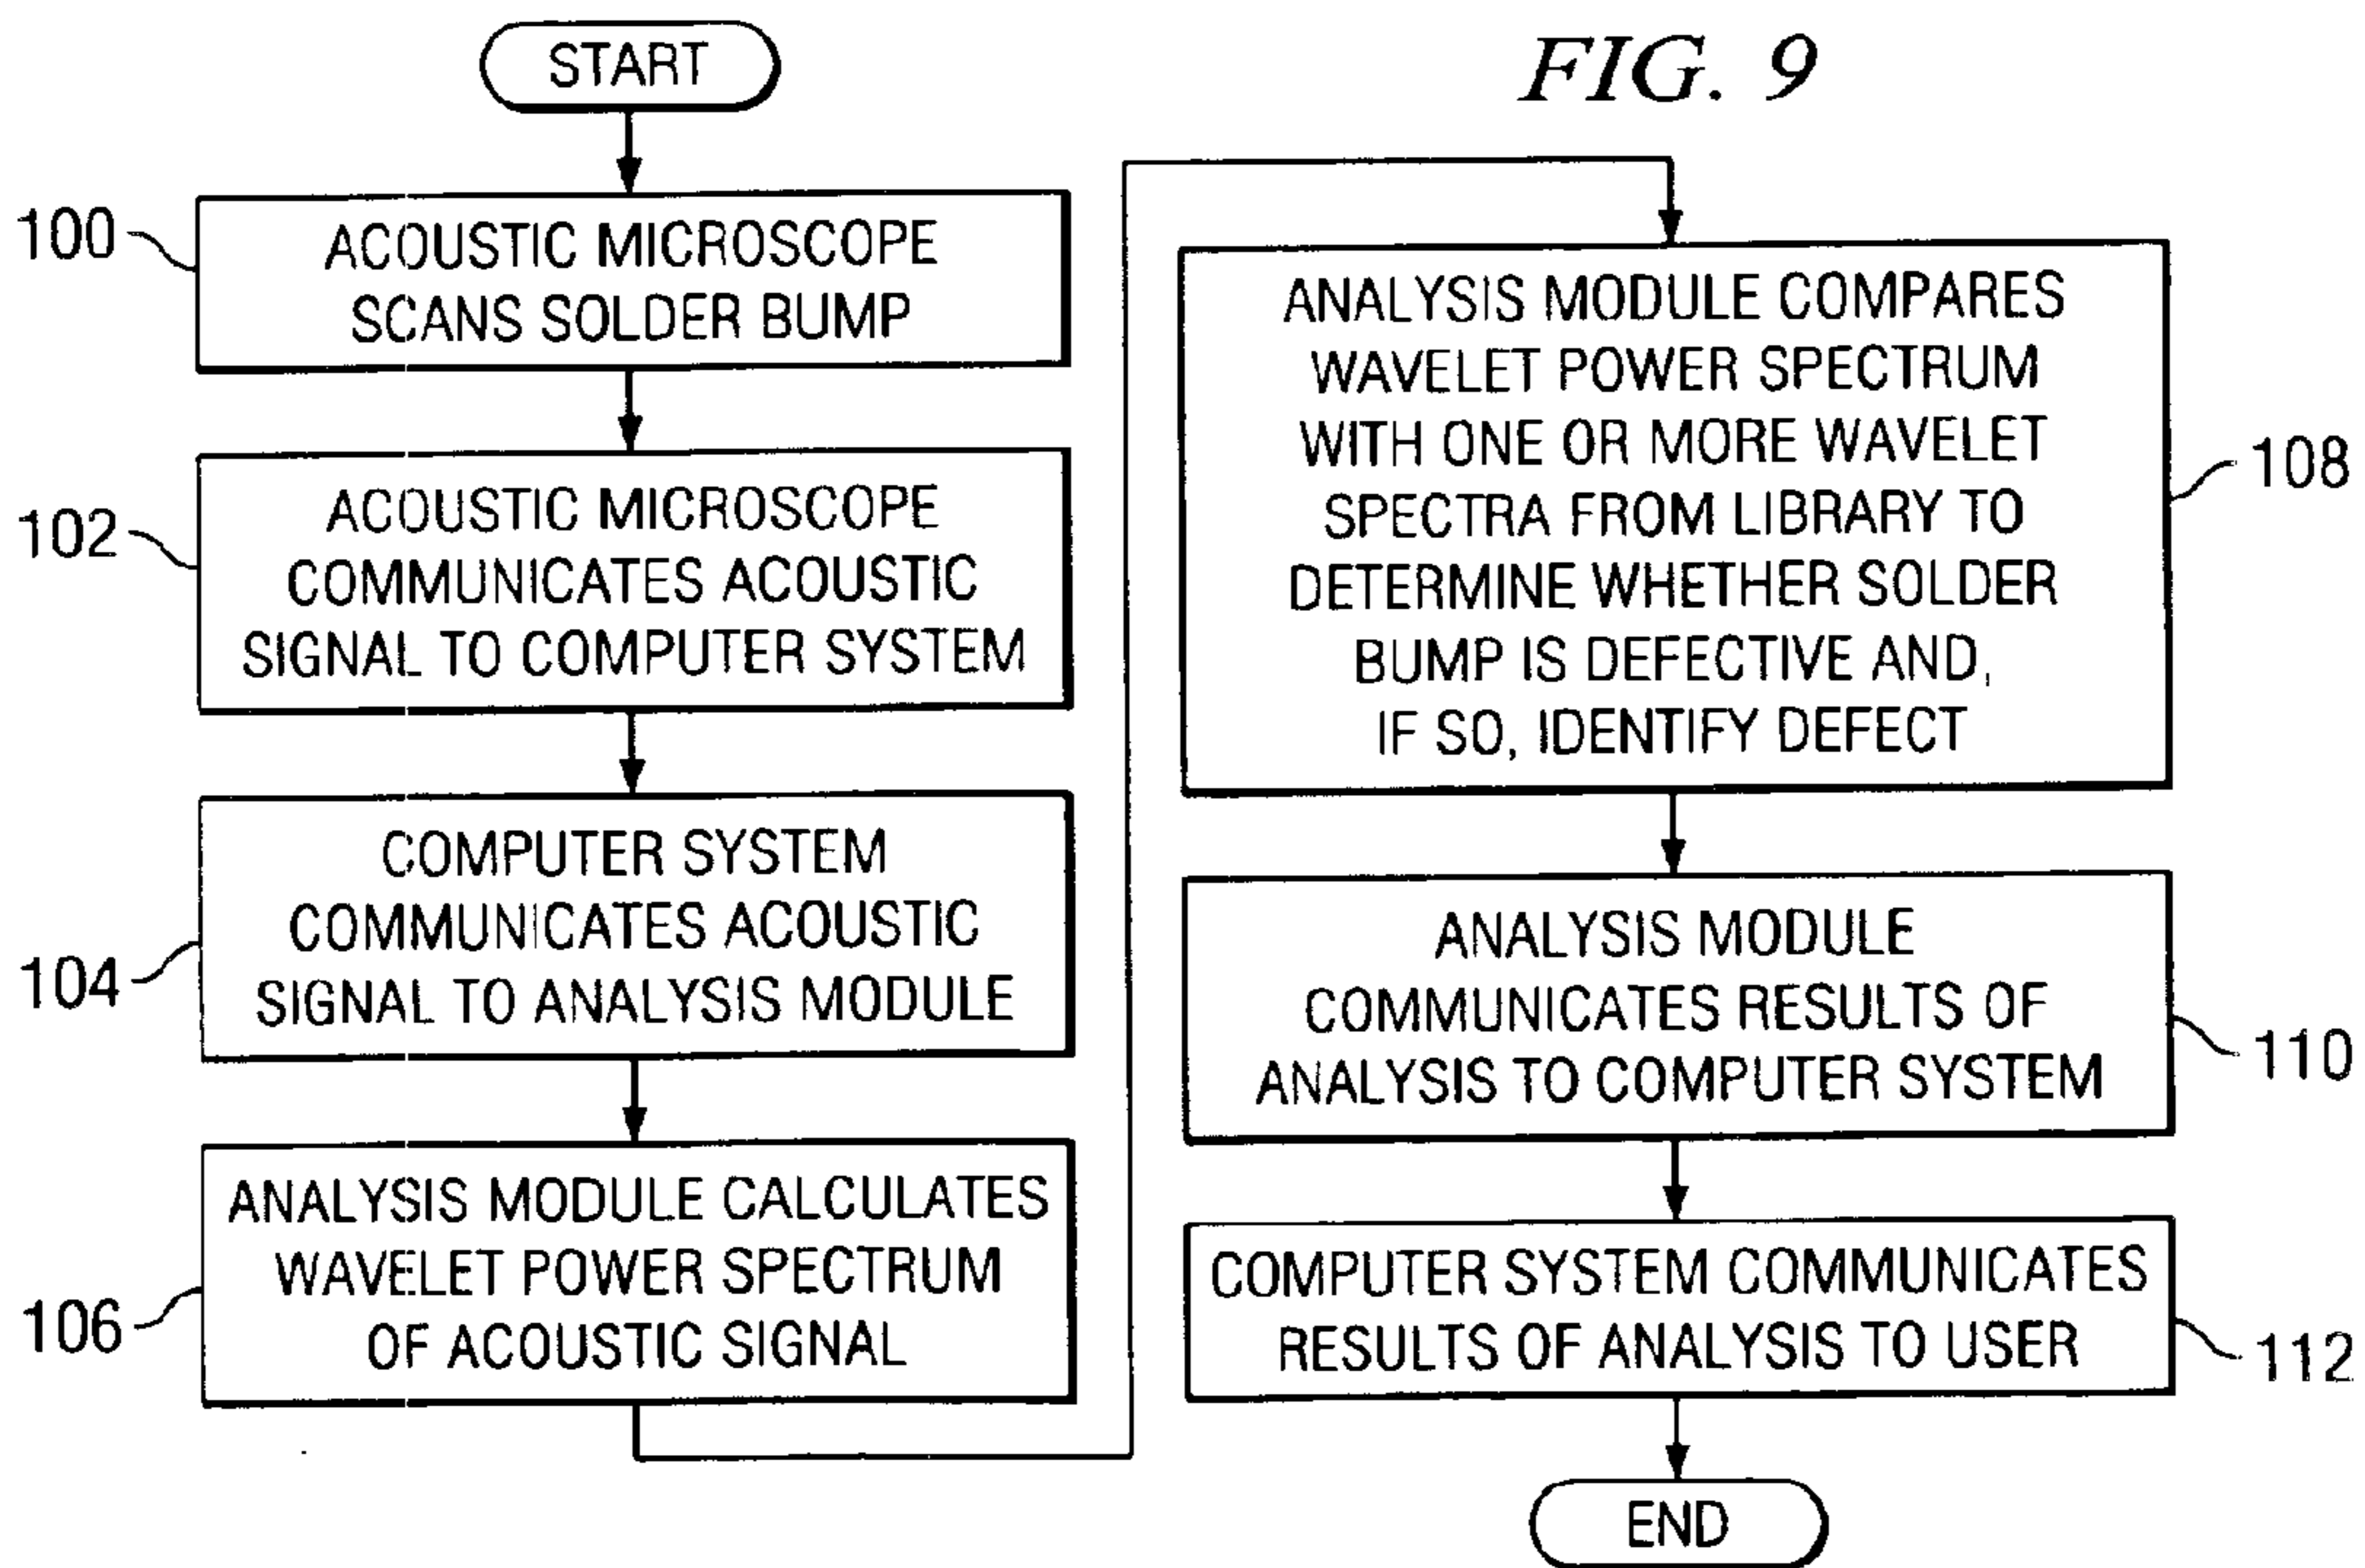 FIG. 9
START
100
ACOUSTIC MICROSCOPE
SCANS SOLDER BUMP
102
ACOUSTIC MICROSCOPE
COMMUNICATES ACOUSTIC
SIGNAL TO COMPUTER SYSTEM
104
COMPUTER SYSTEM
COMMUNICATES ACOUSTIC
SIGNAL TO ANALYSIS MODULE
106
ANALYSIS MODULE CALCULATES
WAVELET POWER SPECTRUM
OF ACOUSTIC SIGNAL
108
ANALYSIS MODULE COMPARES
WAVELET POWER SPECTRUM
WITH ONE OR MORE WAVELET
SPECTRA FROM LIBRARY TO
DETERMINE WHETHER SOLDER
BUMP IS DEFECTIVE AND,
IF SO, IDENTIFY DEFECT
110
ANALYSIS MODULE
COMMUNICATES RESULTS OF
ANALYSIS TO COMPUTER SYSTEM
112
COMPUTER SYSTEM COMMUNICATES
RESULTS OF ANALYSIS TO USER
END